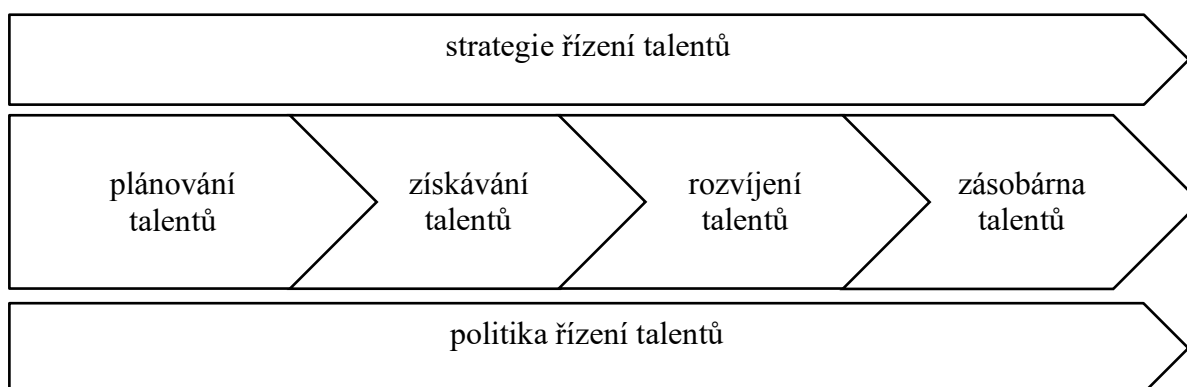 strategie řízení talentů
plánování
talentů
získávání
talentů
rozvíjení
talentů
zásobárna
talentů
politika řízení talentů